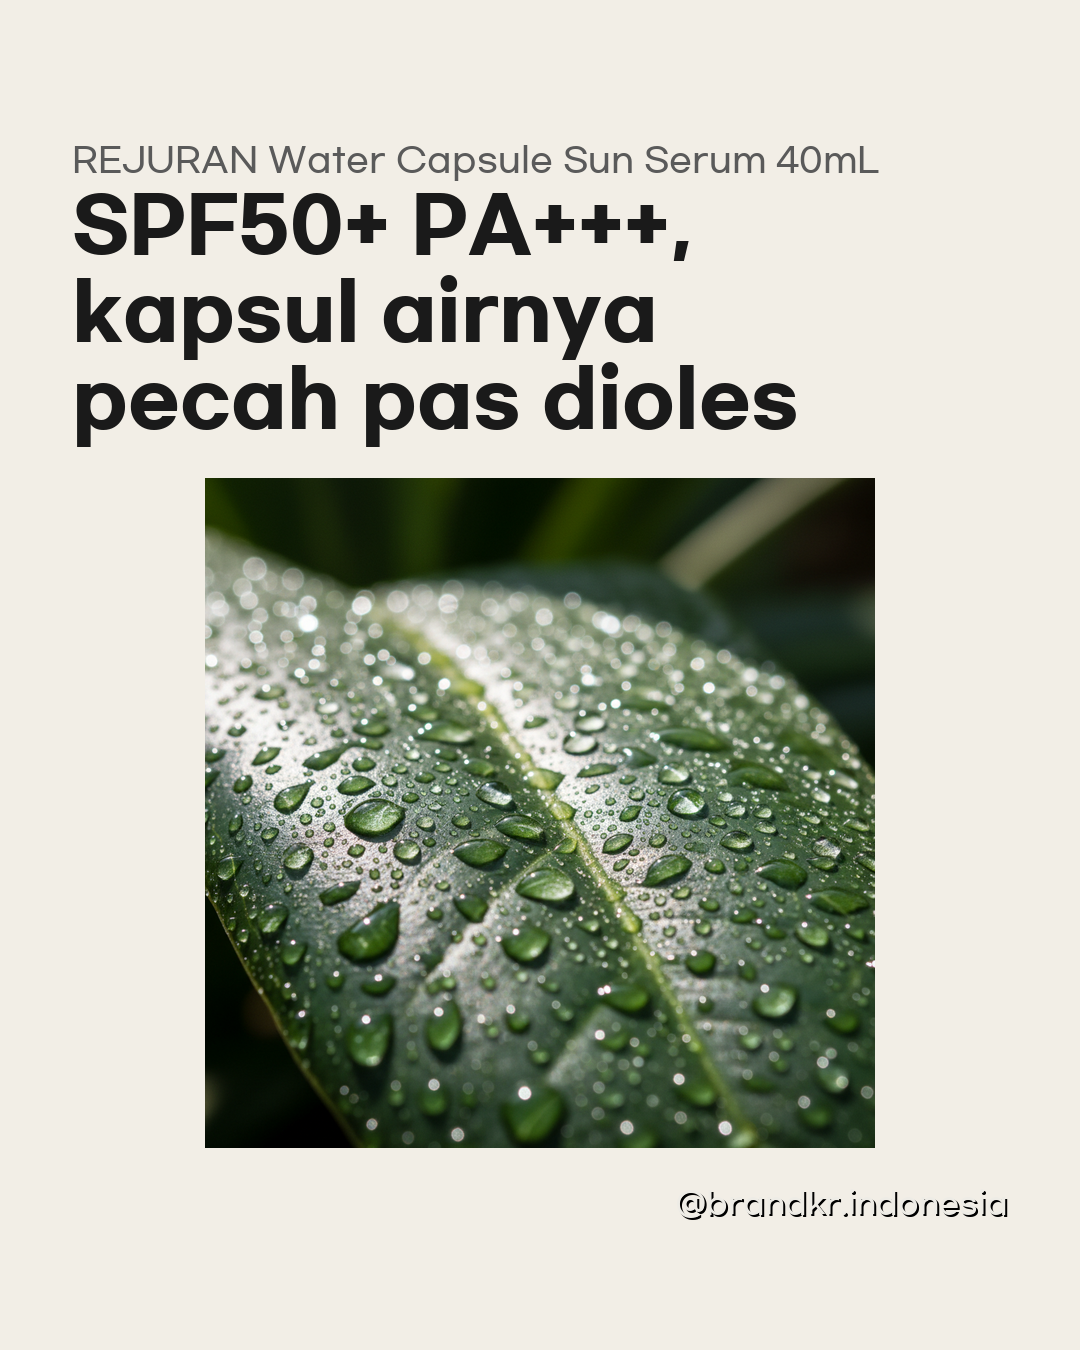 REJURAN Water Capsule Sun Serum 40mL
SPF50+ PA+++,
kapsul airnya
pecah pas dioles
@brandkr.indonesia